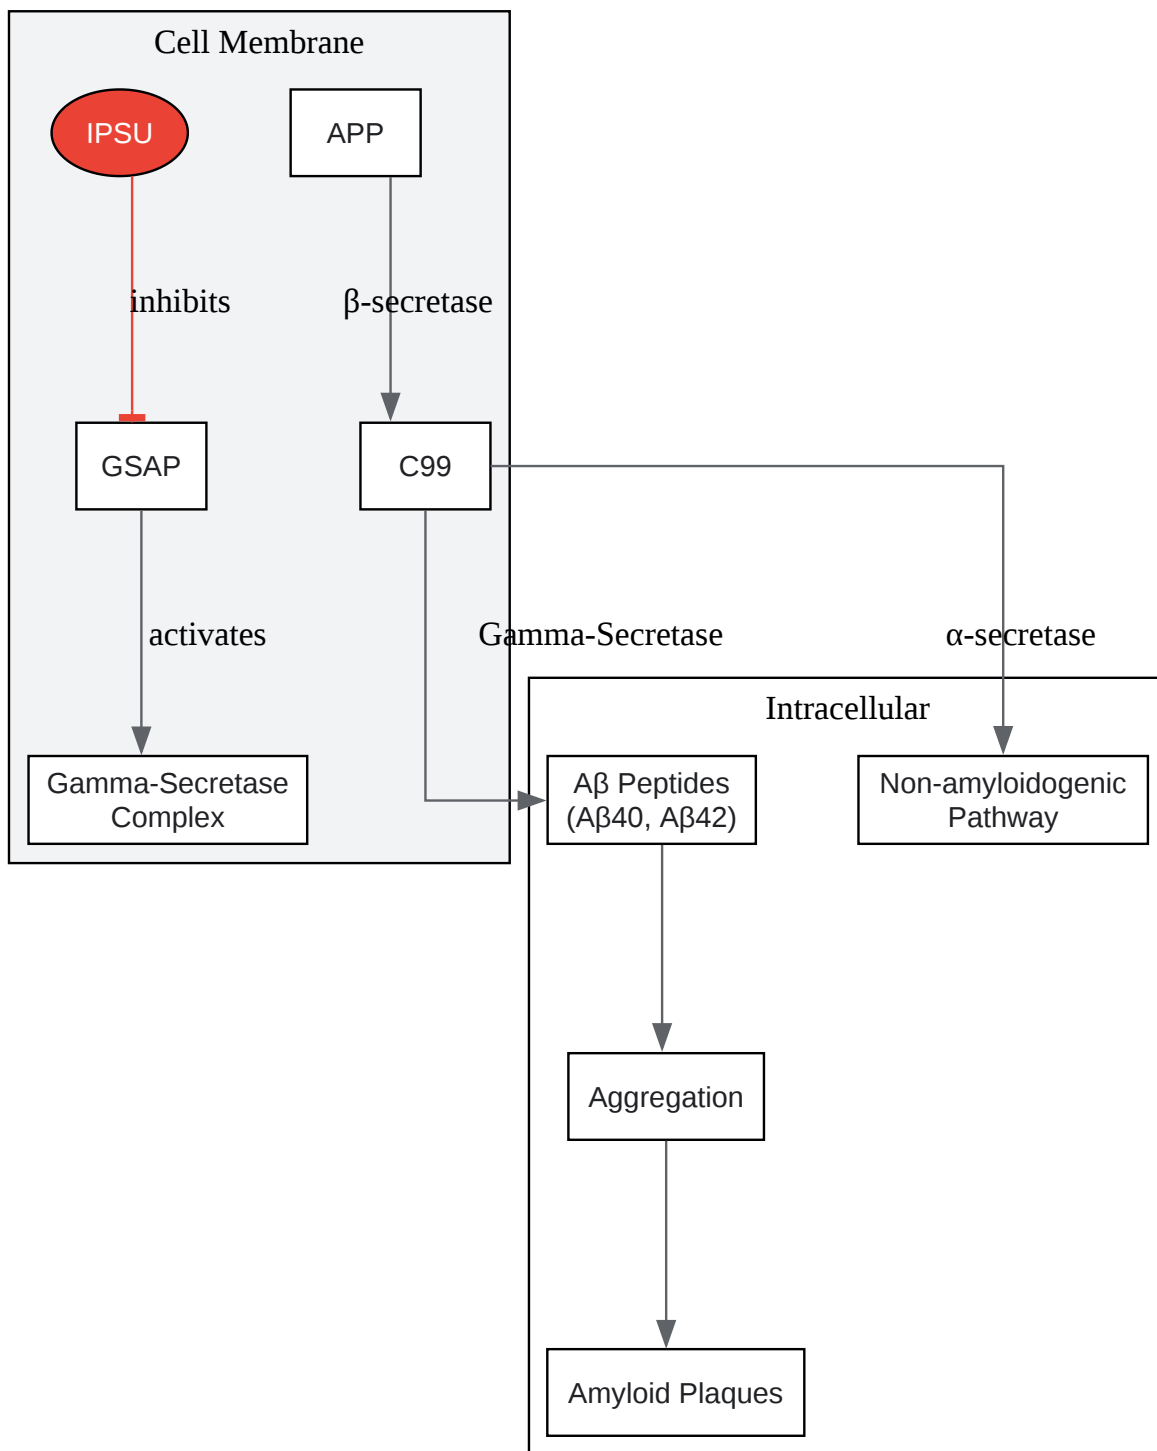 Cell Membrane
IPSU
APP
inhibits
β-secretase
GSAP
C99
activates
Gamma-Secretase
α-secretase
Intracellular
Gamma-Secretase
Complex
Aβ Peptides
(Aβ40, Aβ42)
Non-amyloidogenic
Pathway
Aggregation
Amyloid Plaques